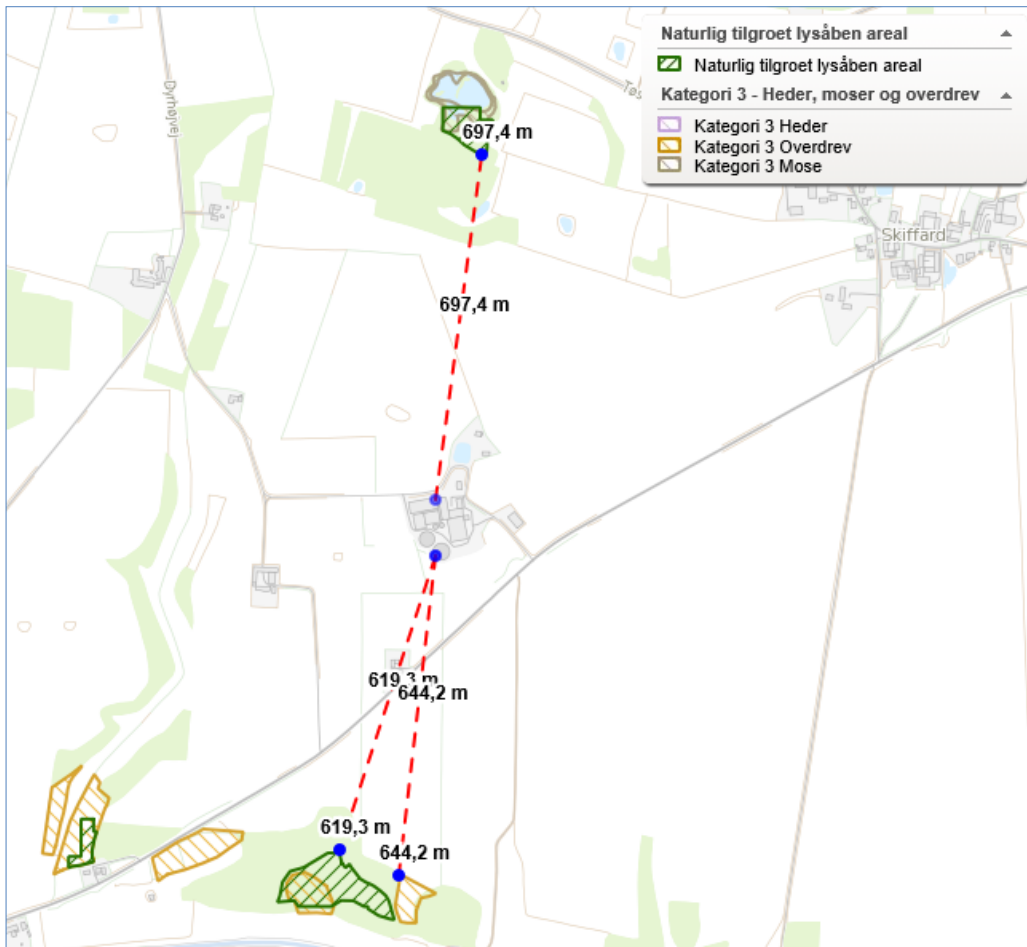 Naturlig tilgroet lysåben areal
Naturlig tilgroet lysåben areal
Kategori 3 - Heder, moser og overdrev
Kategori 3 Heder
Kategori 3 Overdrev
Kategori 3 Mose
Dyrhøjvej
Tøs
697,4 m
Skiffard
697,4 m
619,3 m
644,2 m
619,3 m
644,2 m